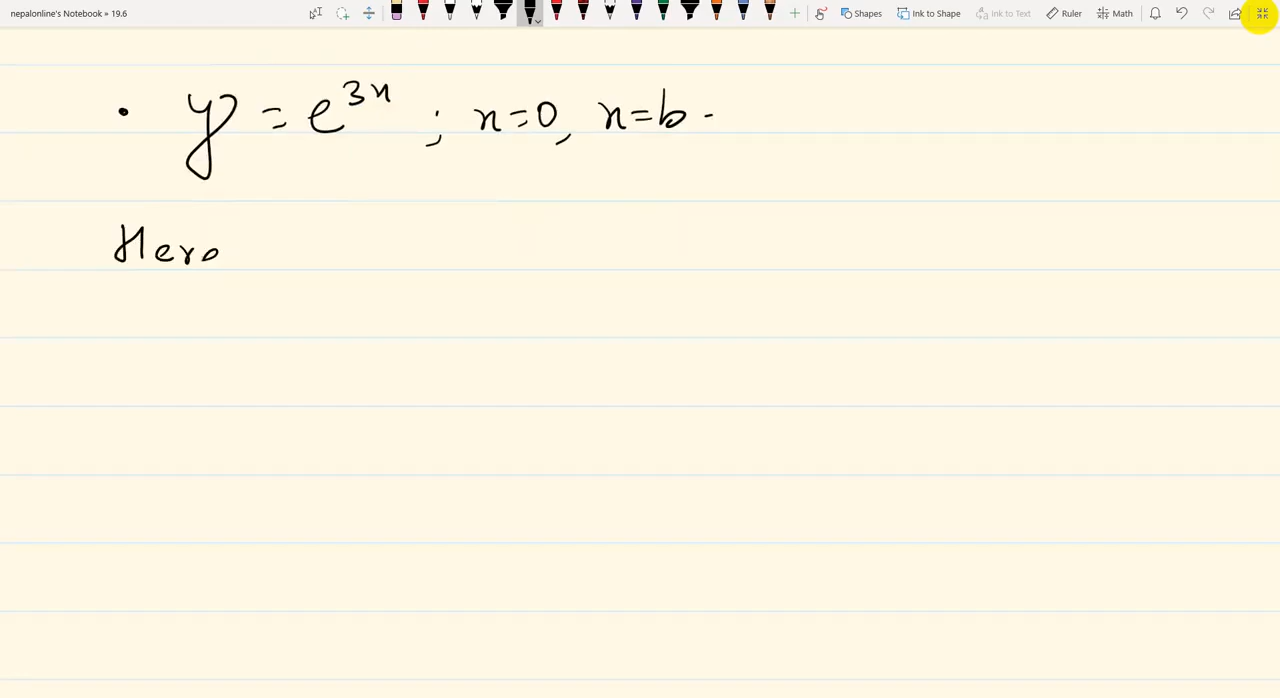 nepalonline's Notebook » 19.6
Shapes Ink to Shape Ink to Text Ruler Math
• y = e^{3x} ; x=0, x=b -
Here